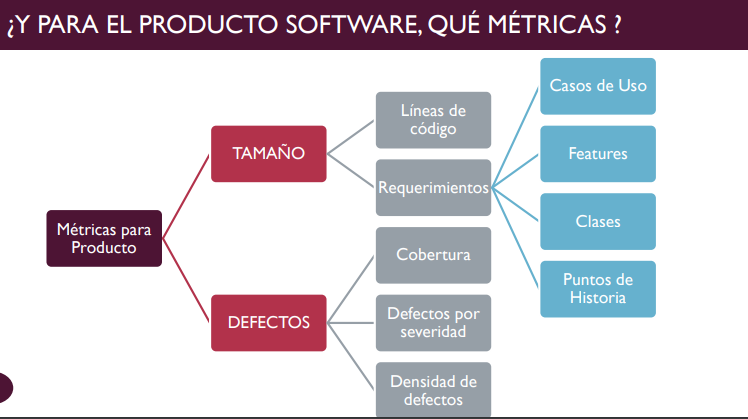 ¿Y PARA EL PRODUCTO SOFTWARE, QUÉ MÉTRICAS ?
Métricas para
Producto
TAMAÑO
Líneas de
código
Requerimientos
Casos de Uso
Features
Clases
Puntos de
Historia
DEFECTOS
Cobertura
Defectos por
severidad
Densidad de
defectos